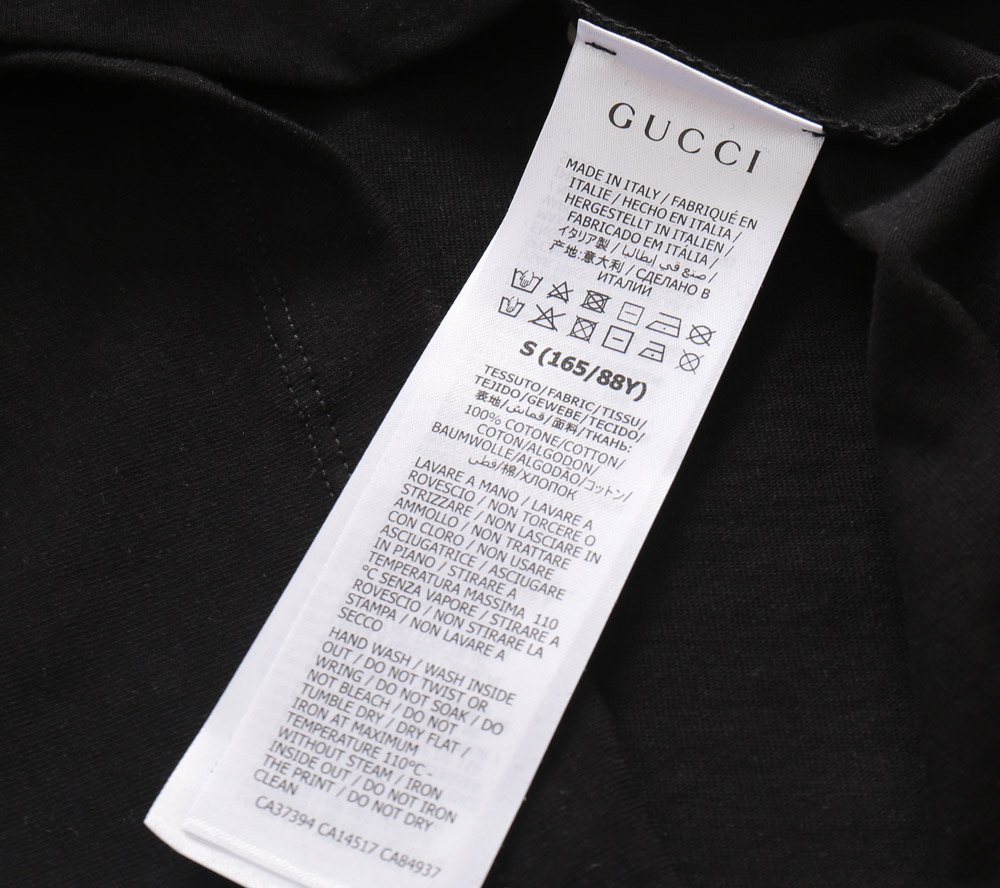 GUCCI
MADE IN ITALY / FABRIQUÉ EN
ITALIE / HECHO EN ITALIA /
HERGESTELLT IN ITALIEN /
FABRICADO EM ITÁLIA /
イタリア製 / صنع في إيطاليا /
产地:意大利 / СДЕЛАНО В
ИТАЛИИ
S (165/88Y)
TESSUTO/FABRIC/TISSU/
TEJIDO/GEWEBE/TECIDO/
表地/قماش/面料/ТКАНЬ:
100% COTONE/COTTON/
COTON/ALGODON/
BAUMWOLLE/ALGODÃO/コットン/
قطن/棉/ХЛОПОК
LAVARE A MANO / LAVARE A
ROVESCIO / NON TORCERE O
STRIZZARE / NON LASCIARE IN
AMMOLLO / NON TRATTARE
CON CLORO / NON USARE
ASCIUGATRICE / ASCIUGARE
IN PIANO / STIRARE A
TEMPERATURA MASSIMA 110
°C SENZA VAPORE / STIRARE A
ROVESCIO / NON STIRARE LA
STAMPA / NON LAVARE A
SECCO
HAND WASH / WASH INSIDE
OUT / DO NOT TWIST OR
WRING / DO NOT SOAK / DO
NOT BLEACH / DO NOT
TUMBLE DRY / DRY FLAT /
IRON AT MAXIMUM
TEMPERATURE 110°C -
WITHOUT STEAM / IRON
INSIDE OUT / DO NOT IRON
THE PRINT / DO NOT DRY
CLEAN
CA37394 CA14517 CA84937